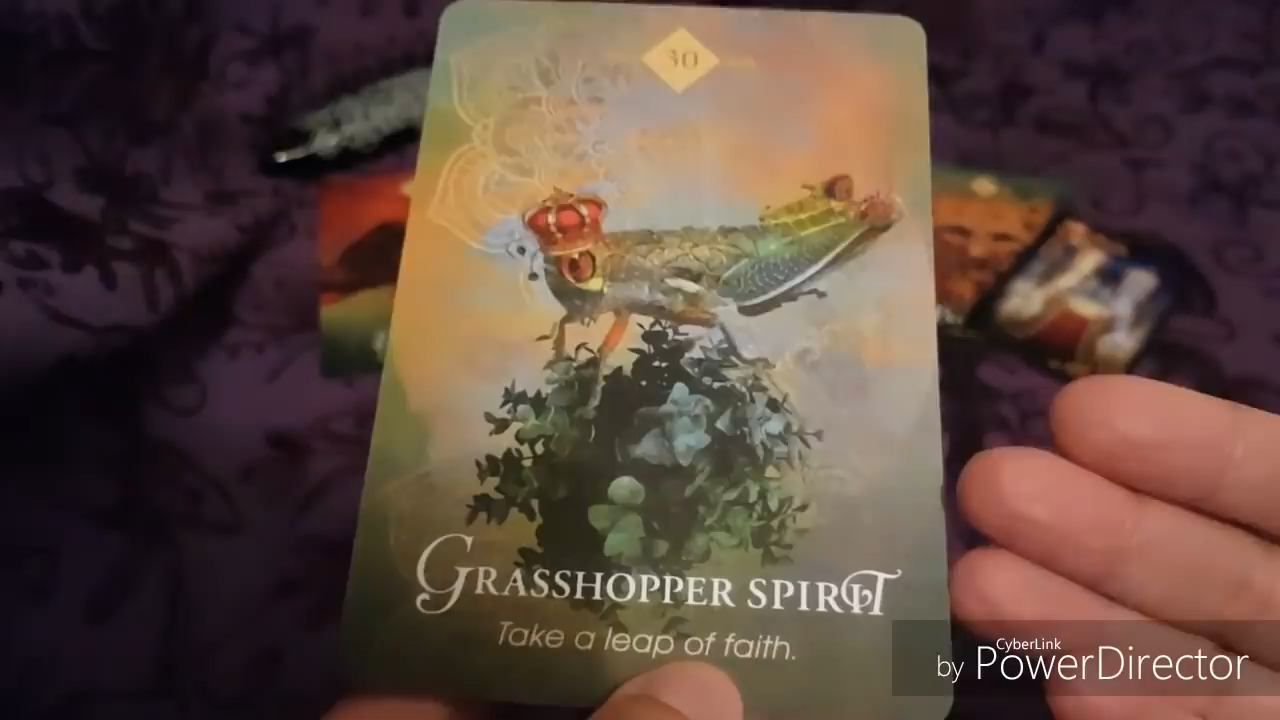 30
GRASSHOPPER SPIRIT
Take a leap of faith.
CyberLink
by PowerDirector